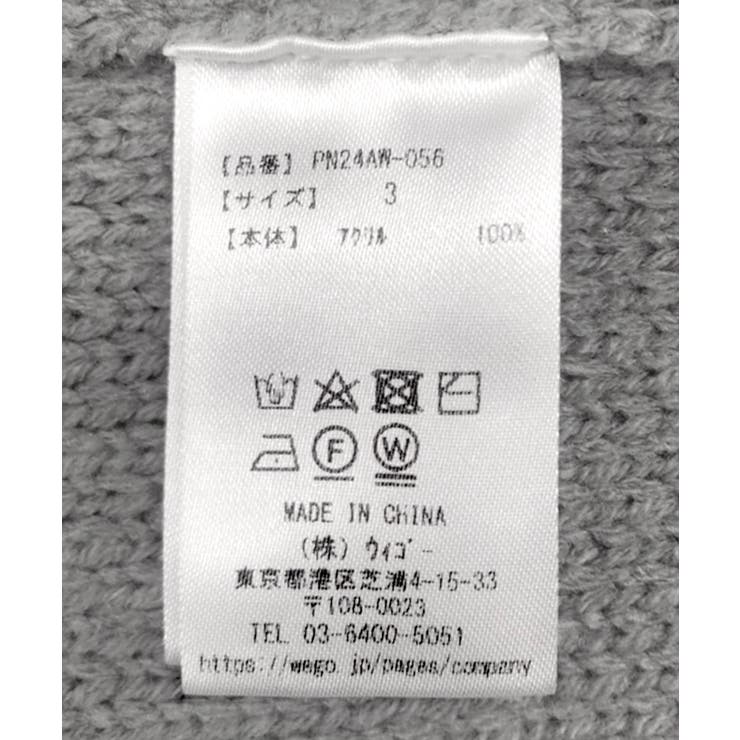 【品番】 PN24AW-056
【サイズ】 3
【本体】 アクリル 100%
F W
MADE IN CHINA
(株) ウィゴー
東京都港区芝浦4-15-33
〒108-0023
TEL 03-6400-5051
https://wego.jp/pages/company